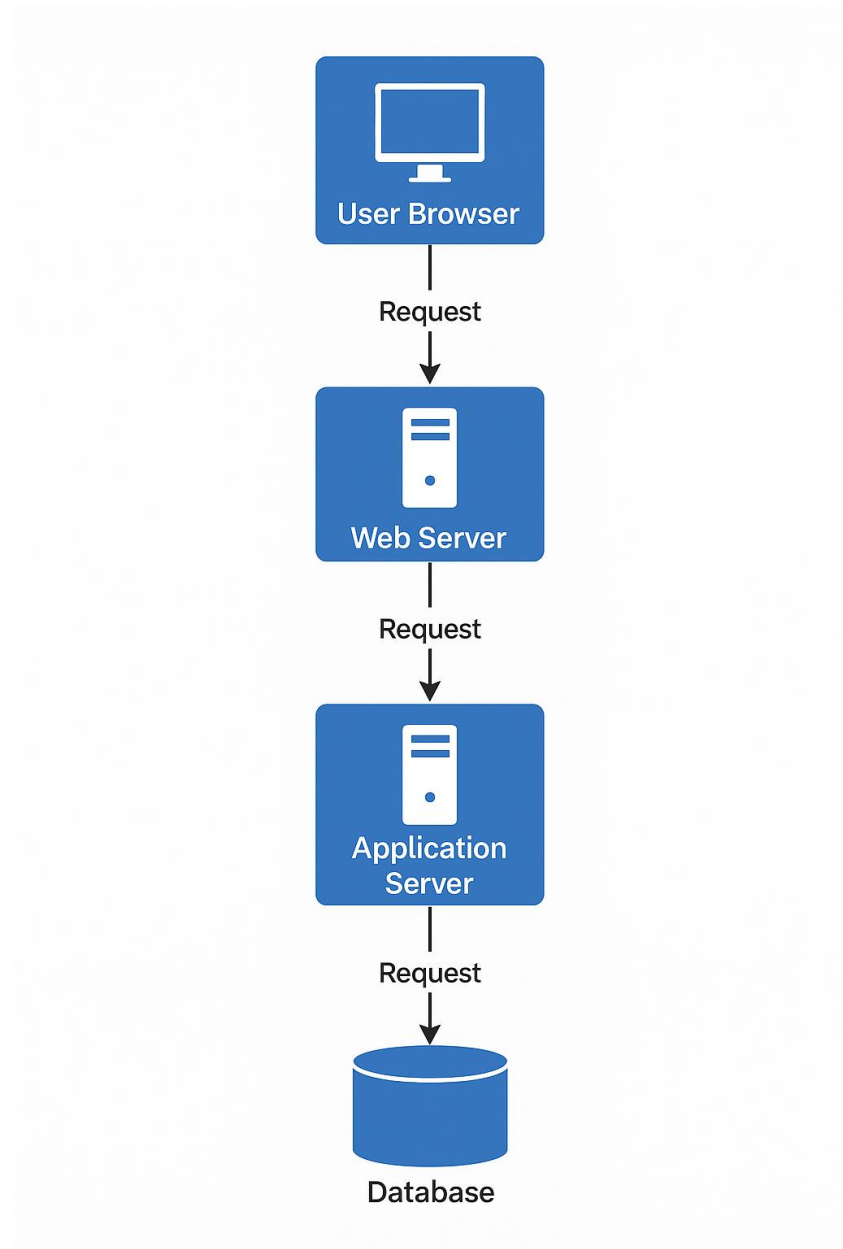 User Browser
Request
Web Server
Request
Application
Server
Request
Database